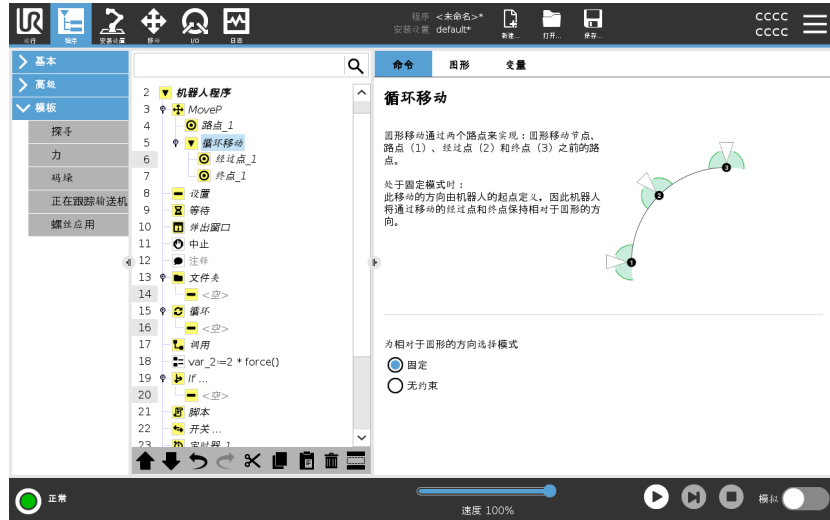 UR
运行
程序
安装设置
移动
I/O
日志
程序 <未命名>*
安装设置 default*
新建...
打开...
保存...
cccc
cccc
基本
高级
模板
探寻
力
码垛
正在跟踪输送机
螺丝应用
2 机器人程序
3 MoveP
4 路点_1
5 循环移动
6 经过点_1
7 终点_1
8 设置
9 等待
10 弹出窗口
11 中止
12 注释
13 文件夹
14 <空>
15 循环
16 <空>
17 调用
18 var_2≔2 * force()
19 If ...
20 <空>
21 脚本
22 开关 ...
23 定时器_1
命令
图形
变量
循环移动
圆形移动通过两个路点来实现：圆形移动节点、
路点（1）、经过点（2）和终点（3）之前的路
点。
处于固定模式时：
此移动的方向由机器人的起点定义，因此机器人
将通过移动的经过点和终点保持相对于圆形的方
向。
1
2
3
为相对于圆形的方向选择模式
固定
无约束
正常
速度 100%
模拟